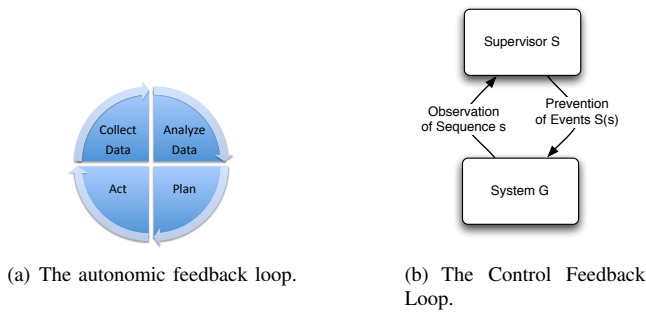 Collect
Data
Analyze
Data
Act
Plan
(a) The autonomic feedback loop.
Supervisor S
Observation
of Sequence s
Prevention
of Events S(s)
System G
(b) The Control Feedback
Loop.